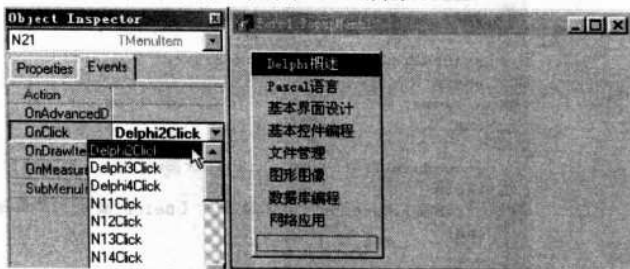 Object Inspector
N21 TMenuItem
Properties Events
Action
OnAdvancedD
OnClick Delphi2Click
OnDrawIte Delphi2Click
OnMeasur Delphi3Click
SubMenuI Delphi4Click
N11Click
N12Click
N13Click
N14Click
Delphi概述
Pascal语言
基本界面设计
基本控件编程
文件管理
图形图像
数据库编程
网络应用